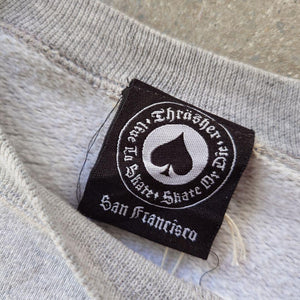 Thrasher • Skate Or Die • Live To Skate •
San Francisco